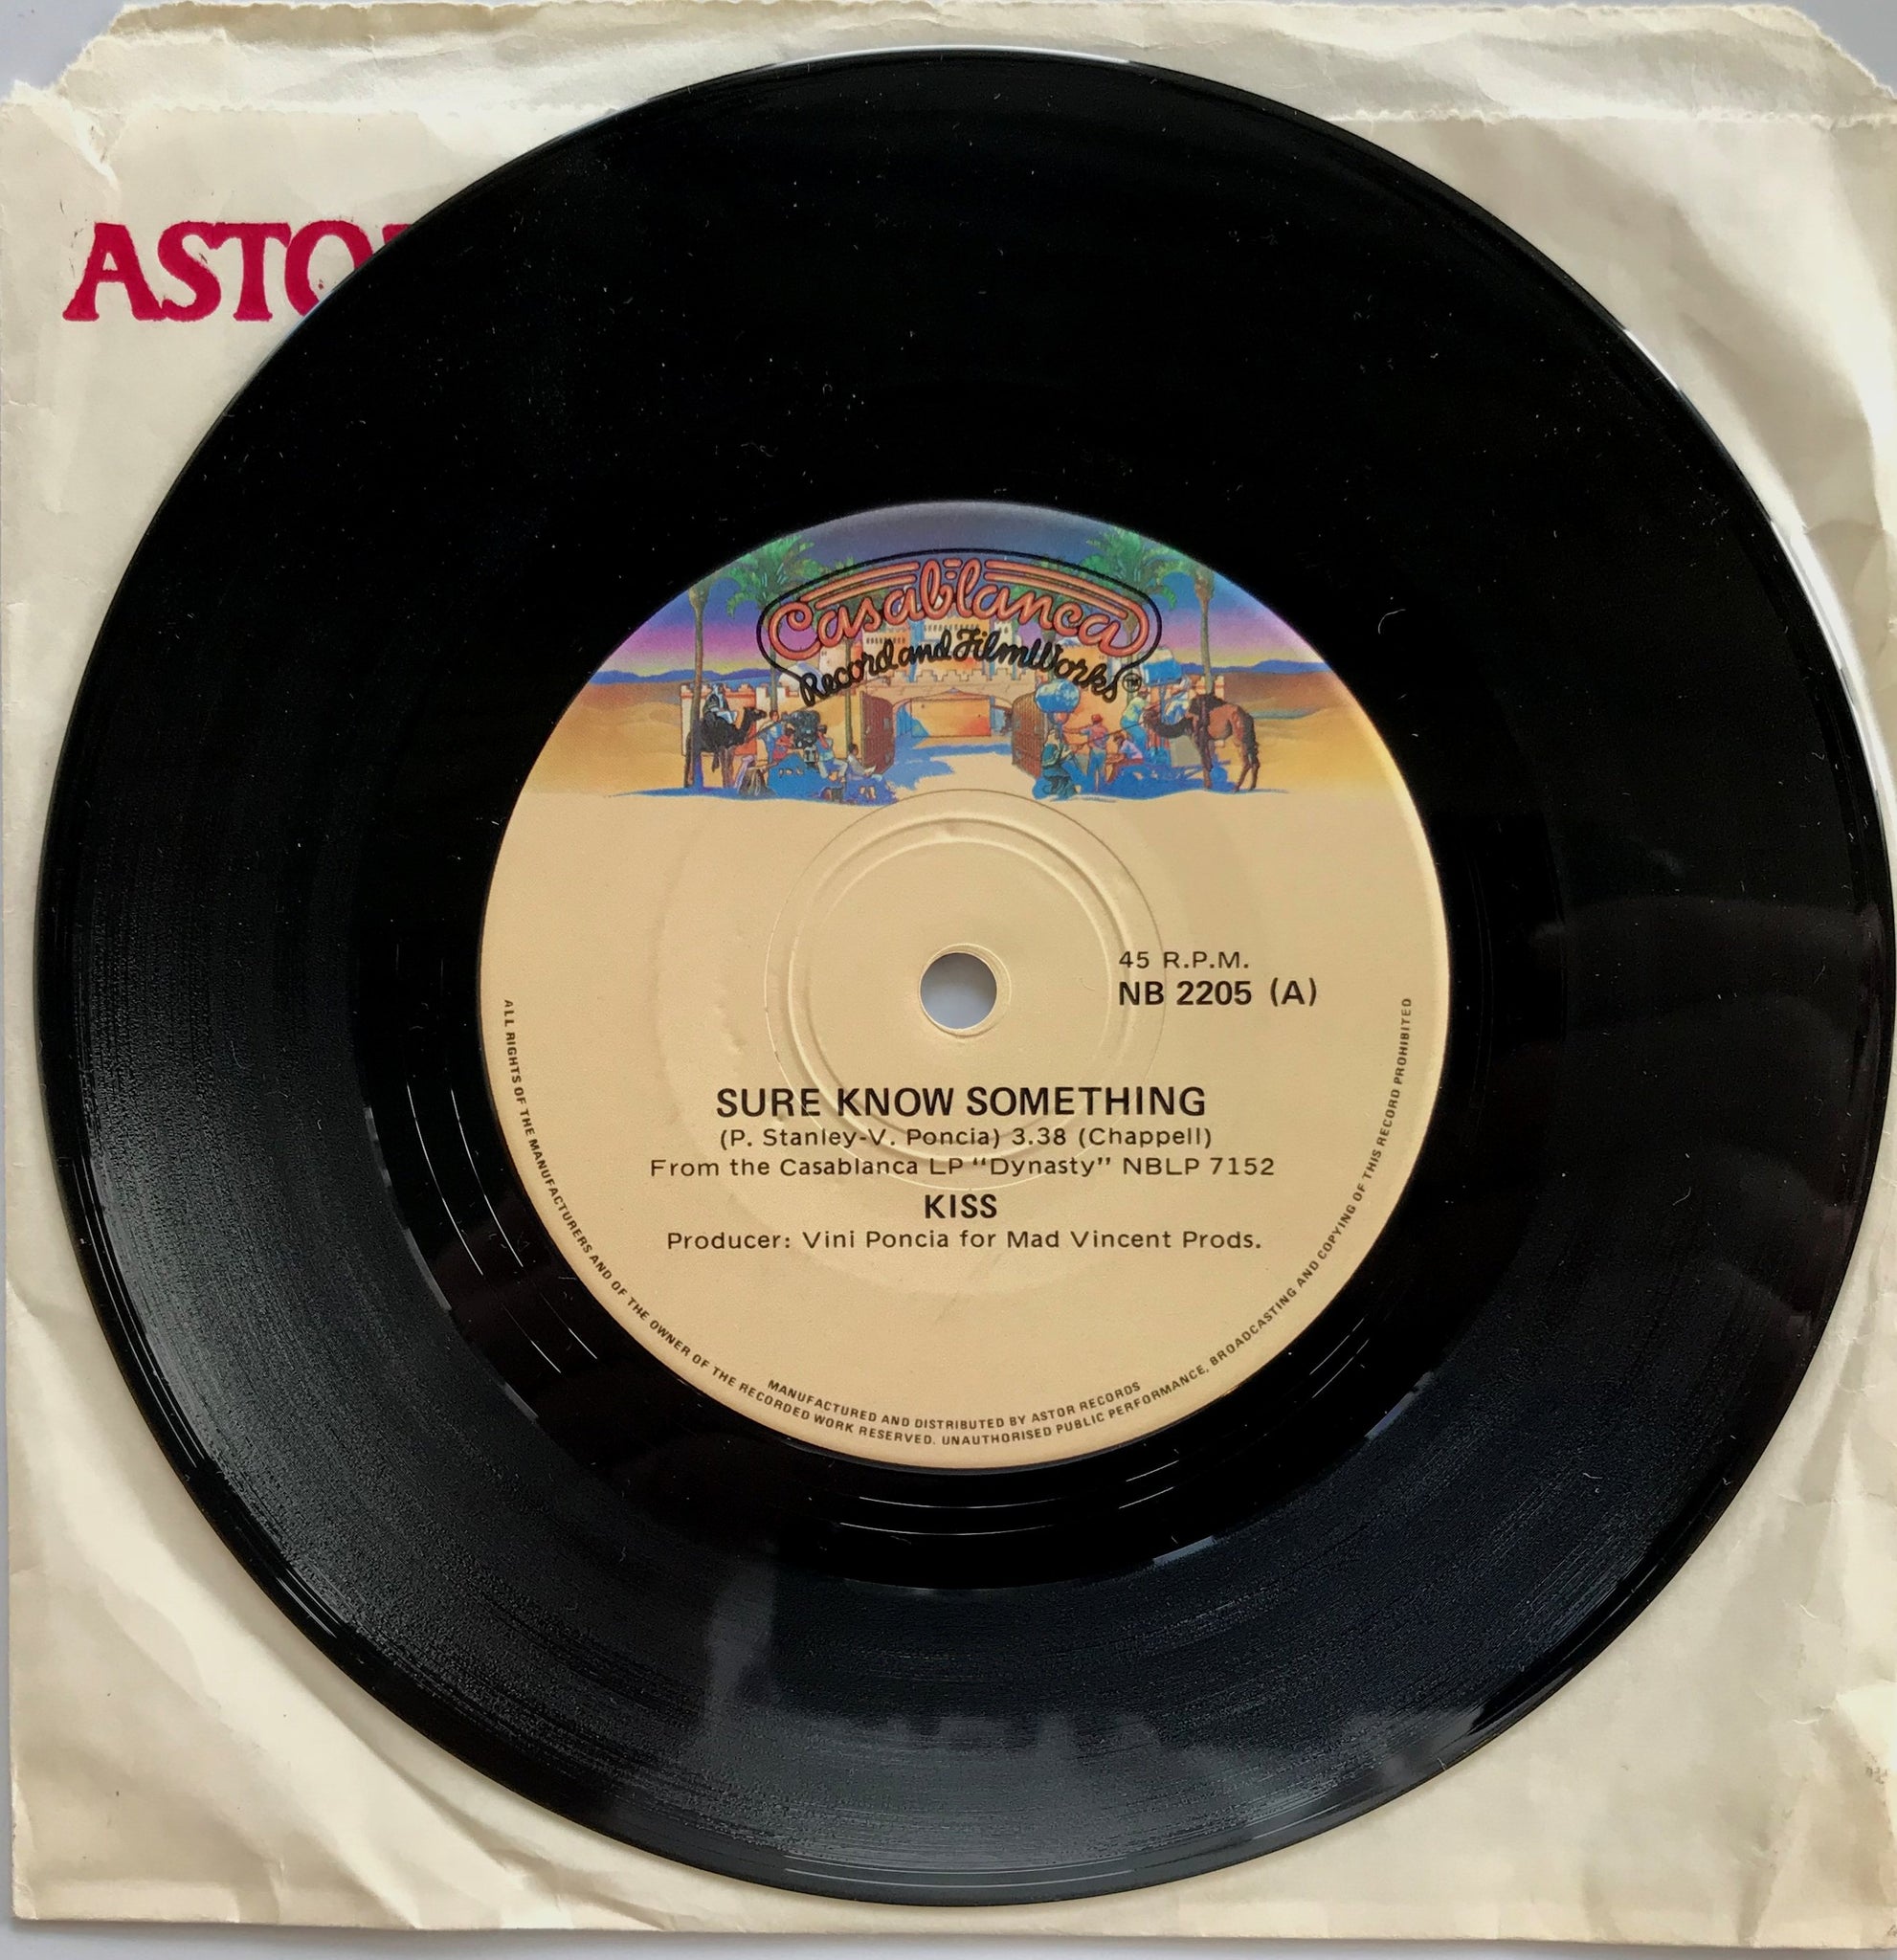 ASTO
Casablanca
Record and FilmWorks TM
45 R.P.M.
NB 2205 (A)
SURE KNOW SOMETHING
(P. Stanley-V. Poncia) 3.38 (Chappell)
From the Casablanca LP "Dynasty" NBLP 7152
KISS
Producer: Vini Poncia for Mad Vincent Prods.
MANUFACTURED AND DISTRIBUTED BY ASTOR RECORDS
ALL RIGHTS OF THE MANUFACTURERS AND OF THE OWNER OF THE RECORDED WORK RESERVED. UNAUTHORISED PUBLIC PERFORMANCE, BROADCASTING AND COPYING OF THIS RECORD PROHIBITED